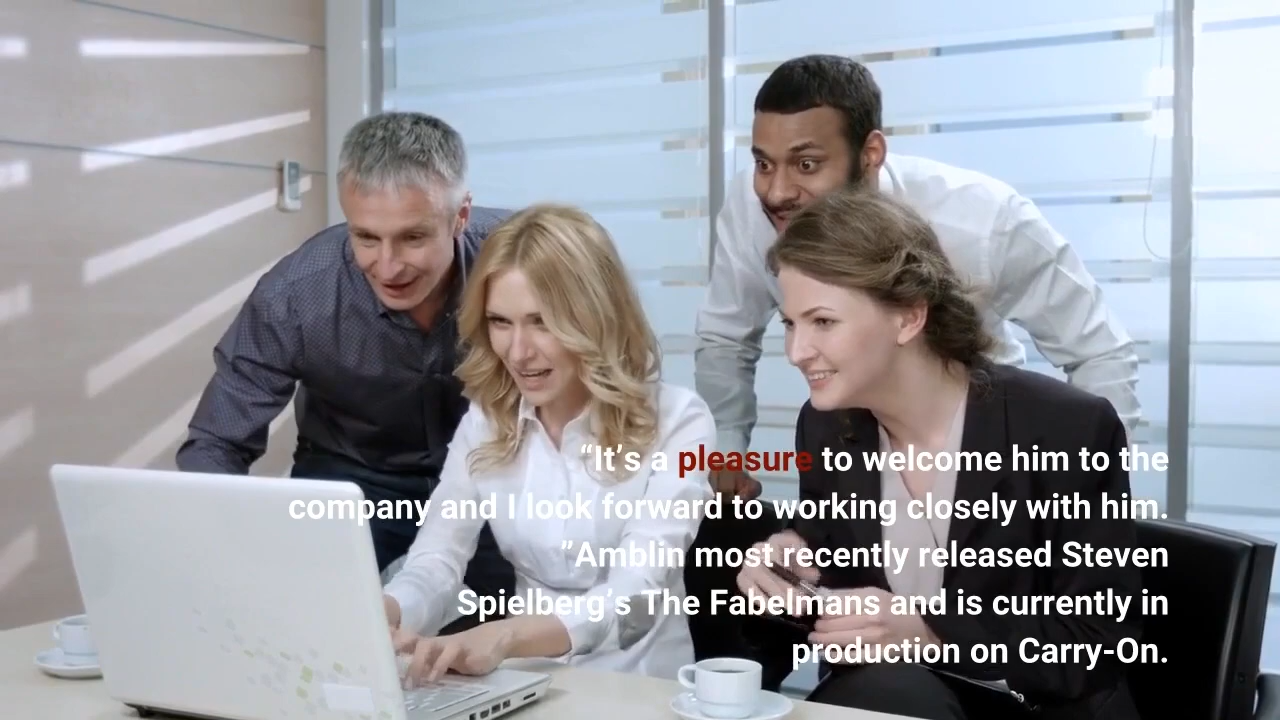 “It’s a pleasure to welcome him to the
company and I look forward to working closely with him.
”Amblin most recently released Steven
Spielberg’s The Fabelmans and is currently in
production on Carry-On.